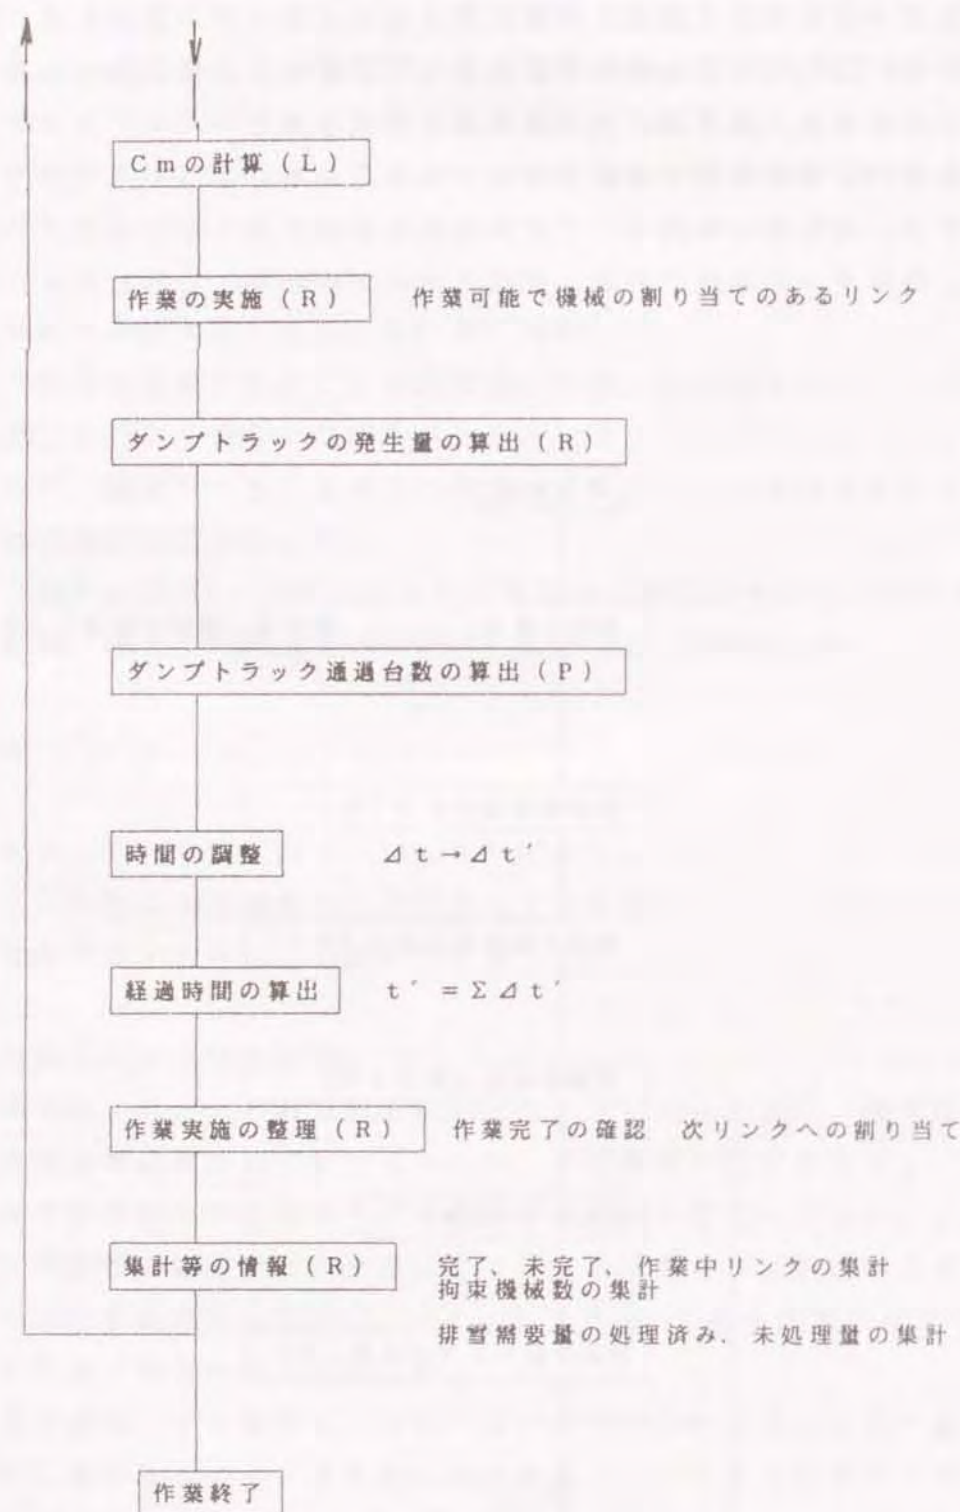 Cmの計算(L)
作業の実施(R) 作業可能で機械の割り当てのあるリンク
ダンプトラックの発生量の算出(R)
ダンプトラック通過台数の算出(P)
時間の調整 Δt→Δt′
経過時間の算出 t′=ΣΔt′
作業実施の整理(R) 作業完了の確認 次リンクへの割り当て
集計等の情報(R) 完了、未完了、作業中リンクの集計
拘束機械数の集計
排雪需要量の処理済み、未処理量の集計
作業終了